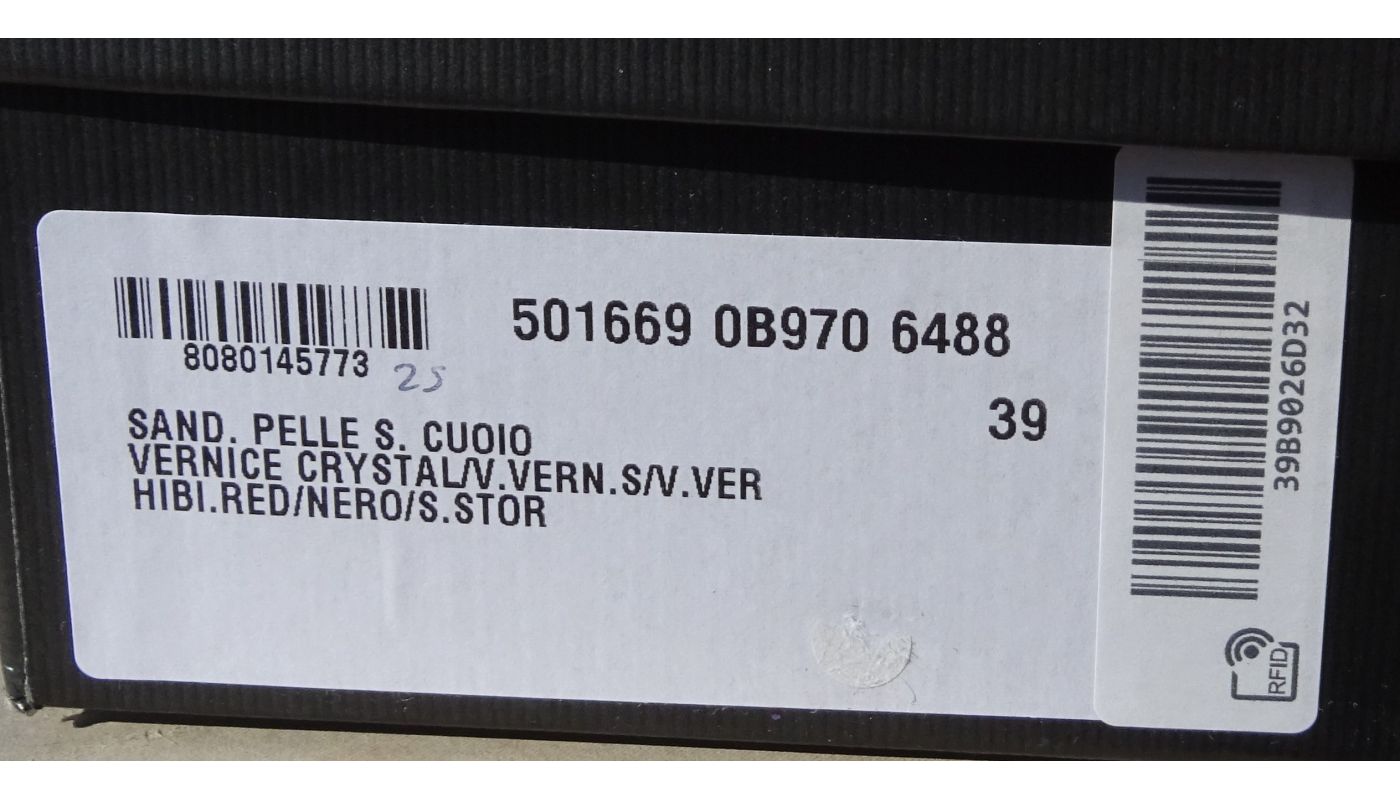 501669 0B970 6488
8080145773
25
39
SAND. PELLE S. CUOIO
VERNICE CRYSTAL/V.VERN.S/V.VER
HIBI.RED/NERO/S.STOR
39B9026D32
RFID